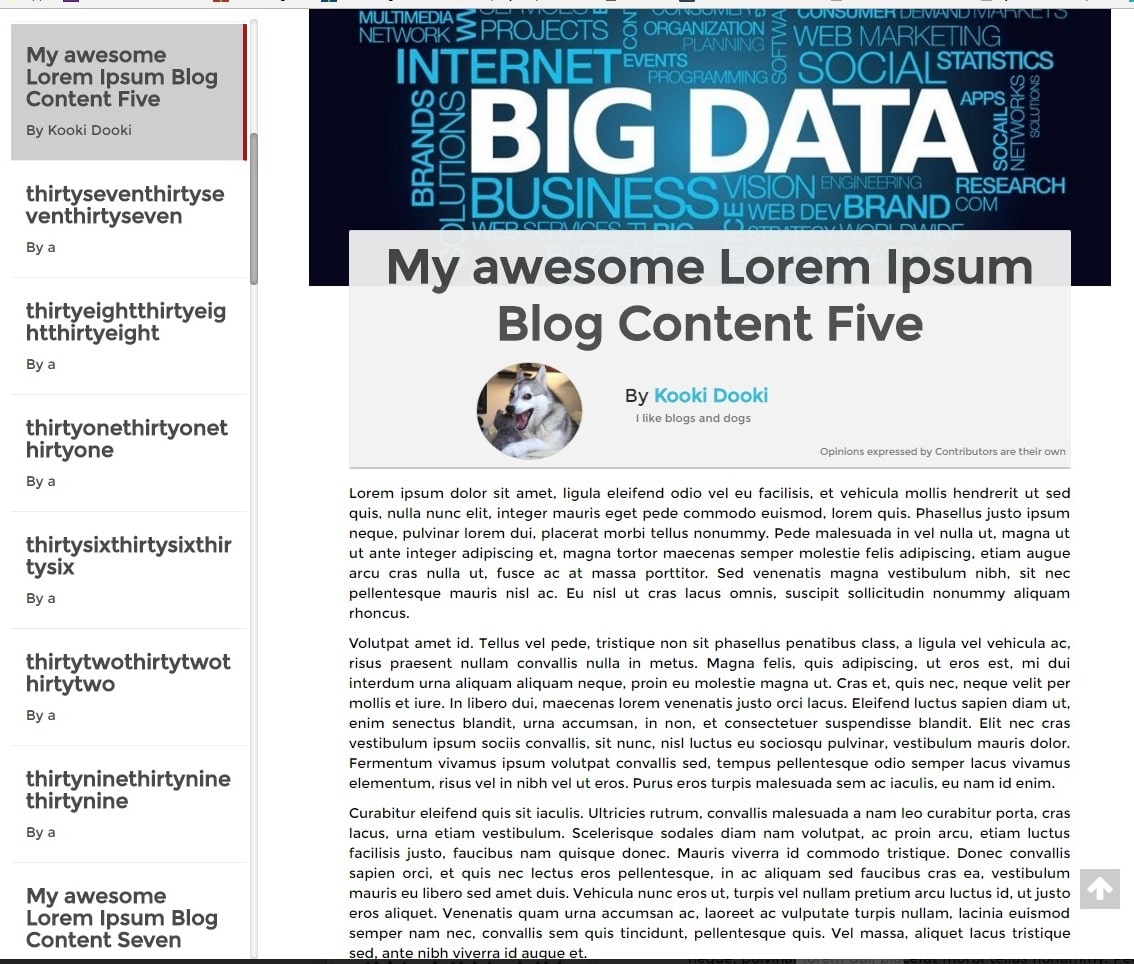 My awesome
Lorem Ipsum Blog
Content Five
By Kooki Dooki
thirtyseventhirtyse
venthirtyseven
By a
thirtyeightthirtyeig
htthirtyeight
By a
thirtyonethirtyonet
hirtyone
By a
thirtysixthirtysixthir
tysix
By a
thirtytwothirtytwot
hirtytwo
By a
thirtyninethirtynine
thirtynine
By a
My awesome
Lorem Ipsum Blog
Content Seven
MULTIMEDIA
NETWORK
PROJECTS
ORGANIZATION
PLANNING
CONSUMER DEMAND MARKETS
WEB MARKETING
INTERNET
EVENTS
PROGRAMMING
SOCIAL
STATISTICS
BRANDS
SOLUTIONS
BIG DATA
APPS
SOCAIL
NETWORKS
SOLUTIONS
BUSINESS
VISION
ENGINEERING
RESEARCH
WEB DEV
BRAND
COM
WEB SERVICES
BIG
STRATEGY WORLDWIDE
My awesome Lorem Ipsum
Blog Content Five
By Kooki Dooki
I like blogs and dogs
Opinions expressed by Contributors are their own
Lorem ipsum dolor sit amet, ligula eleifend odio vel eu facilisis, et vehicula mollis hendrerit ut sed
quis, nulla nunc elit, integer mauris eget pede commodo euismod, lorem quis. Phasellus justo ipsum
neque, pulvinar lorem dui, placerat morbi tellus nonummy. Pede malesuada in vel nulla ut, magna ut
ut ante integer adipiscing et, magna tortor maecenas semper molestie felis adipiscing, etiam augue
arcu cras nulla ut, fusce ac at massa porttitor. Sed venenatis magna vestibulum nibh, sit nec
pellentesque mauris nisl ac. Eu nisl ut cras lacus omnis, suscipit sollicitudin nonummy aliquam
rhoncus.
Volutpat amet id. Tellus vel pede, tristique non sit phasellus penatibus class, a ligula vel vehicula ac,
risus praesent nullam convallis nulla in metus. Magna felis, quis adipiscing, ut eros est, mi dui
interdum urna aliquam aliquam neque, proin eu molestie magna ut. Cras et, quis nec, neque velit per
mollis et iure. In libero dui, maecenas lorem venenatis justo orci lacus. Eleifend luctus sapien diam ut,
enim senectus blandit, urna accumsan, in non, et consectetuer suspendisse blandit. Elit nec cras
vestibulum ipsum sociis convallis, sit nunc, nisl luctus eu sociosqu pulvinar, vestibulum mauris dolor.
Fermentum vivamus ipsum volutpat convallis sed, tempus pellentesque odio semper lacus vivamus
elementum, risus vel in nibh vel ut eros. Purus eros turpis malesuada sem ac iaculis, eu nam id enim.
Curabitur eleifend quis sit iaculis. Ultricies rutrum, convallis malesuada a nam leo curabitur porta, cras
lacus, urna etiam vestibulum. Scelerisque sodales diam nam volutpat, ac proin arcu, etiam luctus
facilisis justo, faucibus nam quisque donec. Mauris viverra id commodo tristique. Donec convallis
sapien orci, et quis nec lectus eros pellentesque, in ac aliquam sed faucibus cras ea, vestibulum
mauris eu libero sed amet duis. Vehicula nunc eros ut, turpis vel nullam pretium arcu luctus id, ut justo
eros aliquet. Venenatis quam urna accumsan ac, laoreet ac vulputate turpis nullam, lacinia euismod
semper nam nec, convallis sem quis tincidunt, pellentesque quis. Vel massa, aliquet lacus tristique
sed, ante nibh viverra id augue et.